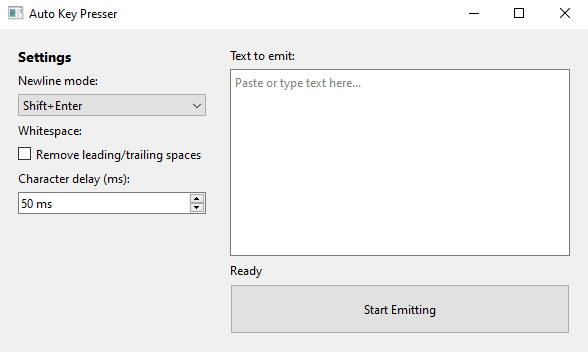 Auto Key Presser
Settings
Newline mode:
Shift+Enter
Whitespace:
Remove leading/trailing spaces
Character delay (ms):
50 ms
Text to emit:
Paste or type text here...
Ready
Start Emitting